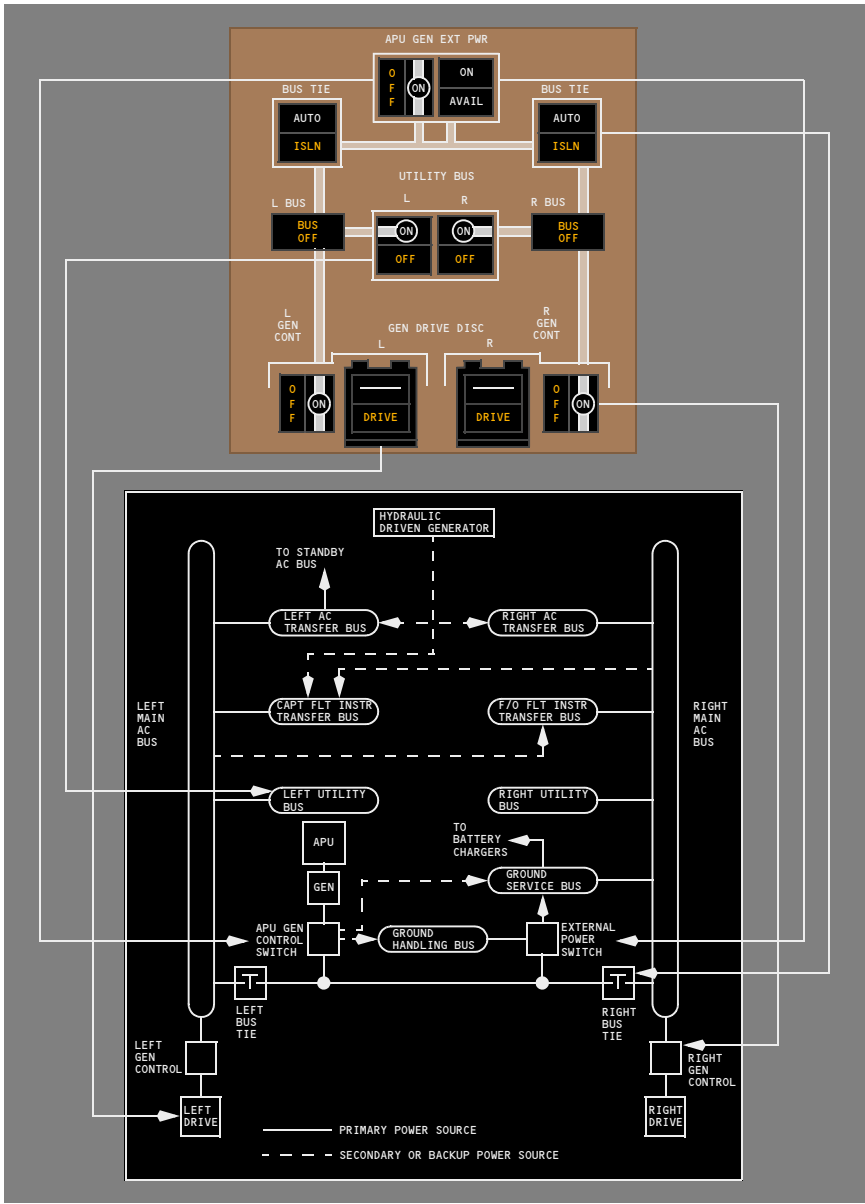 APU GEN EXT PWR
O
F
F
ON
ON
AVAIL
BUS TIE
BUS TIE
AUTO
ISLN
AUTO
ISLN
UTILITY BUS
L
R
L BUS
R BUS
BUS
OFF
ON
OFF
ON
OFF
BUS
OFF
L
GEN
CONT
GEN DRIVE DISC
L
R
R
GEN
CONT
O
F
F
ON
DRIVE
DRIVE
O
F
F
ON
HYDRAULIC
DRIVEN GENERATOR
TO STANDBY
AC BUS
LEFT AC
TRANSFER BUS
RIGHT AC
TRANSFER BUS
LEFT
MAIN
AC
BUS
CAPT FLT INSTR
TRANSFER BUS
F/O FLT INSTR
TRANSFER BUS
RIGHT
MAIN
AC
BUS
LEFT UTILITY
BUS
RIGHT UTILITY
BUS
APU
TO
BATTERY
CHARGERS
GEN
GROUND
SERVICE BUS
APU GEN
CONTROL
SWITCH
GROUND
HANDLING BUS
EXTERNAL
POWER
SWITCH
T
T
LEFT
BUS
TIE
RIGHT
BUS
TIE
LEFT
GEN
CONTROL
RIGHT
GEN
CONTROL
LEFT
DRIVE
RIGHT
DRIVE
PRIMARY POWER SOURCE
SECONDARY OR BACKUP POWER SOURCE